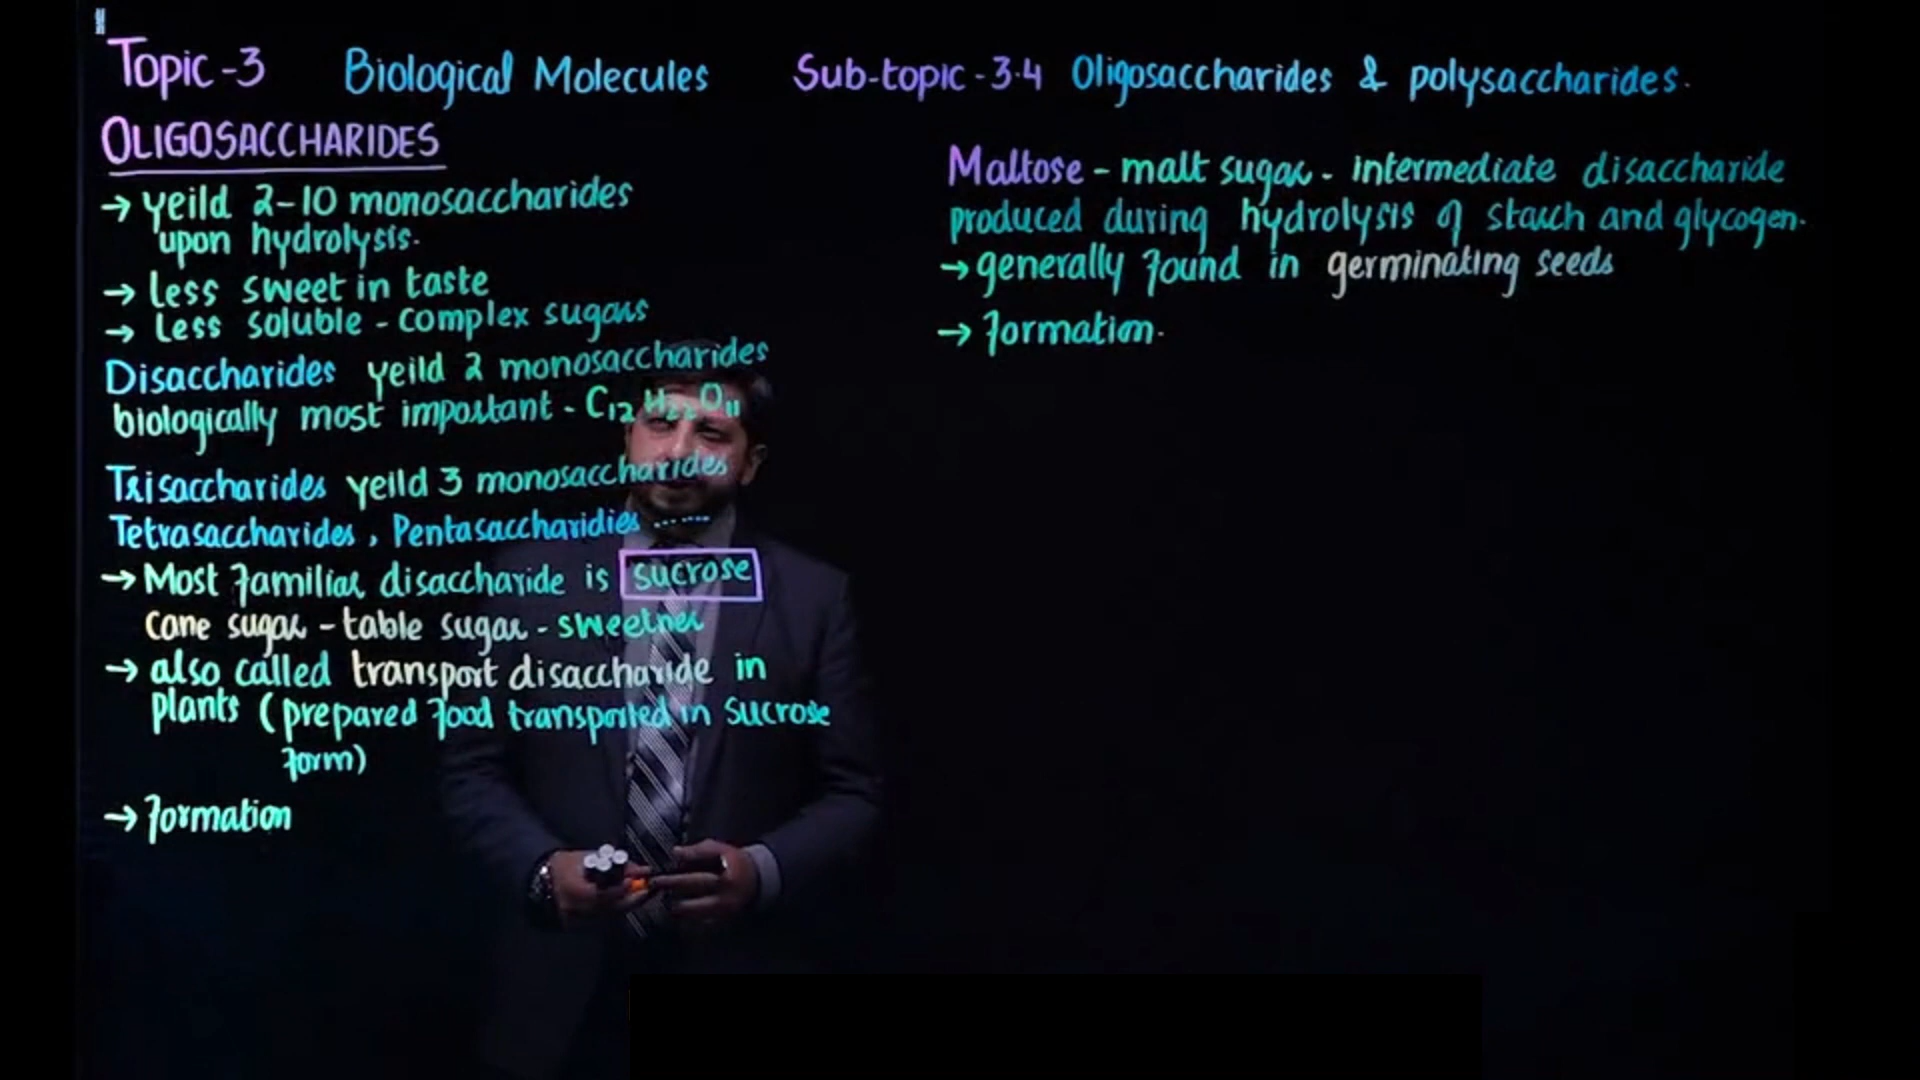 Topic-3 Biological Molecules Sub-topic-3.4 Oligosaccharides & polysaccharides.
OLIGOSACCHARIDES
→ yeild 2-10 monosaccharides
upon hydrolysis.
→ less sweet in taste
→ less soluble - complex sugars
Disaccharides yeild 2 monosaccharides
biologically most important - C12 H22 O11
Trisaccharides yeild 3 monosaccharides
Tetrasaccharides, Pentasaccharidies ......
→ Most familiar disaccharide is sucrose
cane sugar - table sugar - sweetner
→ also called transport disaccharide in
plants (prepared food transported in sucrose
form)
→ formation
Maltose - malt sugar - intermediate disaccharide
produced during hydrolysis of starch and glycogen.
→ generally found in germinating seeds
→ formation.